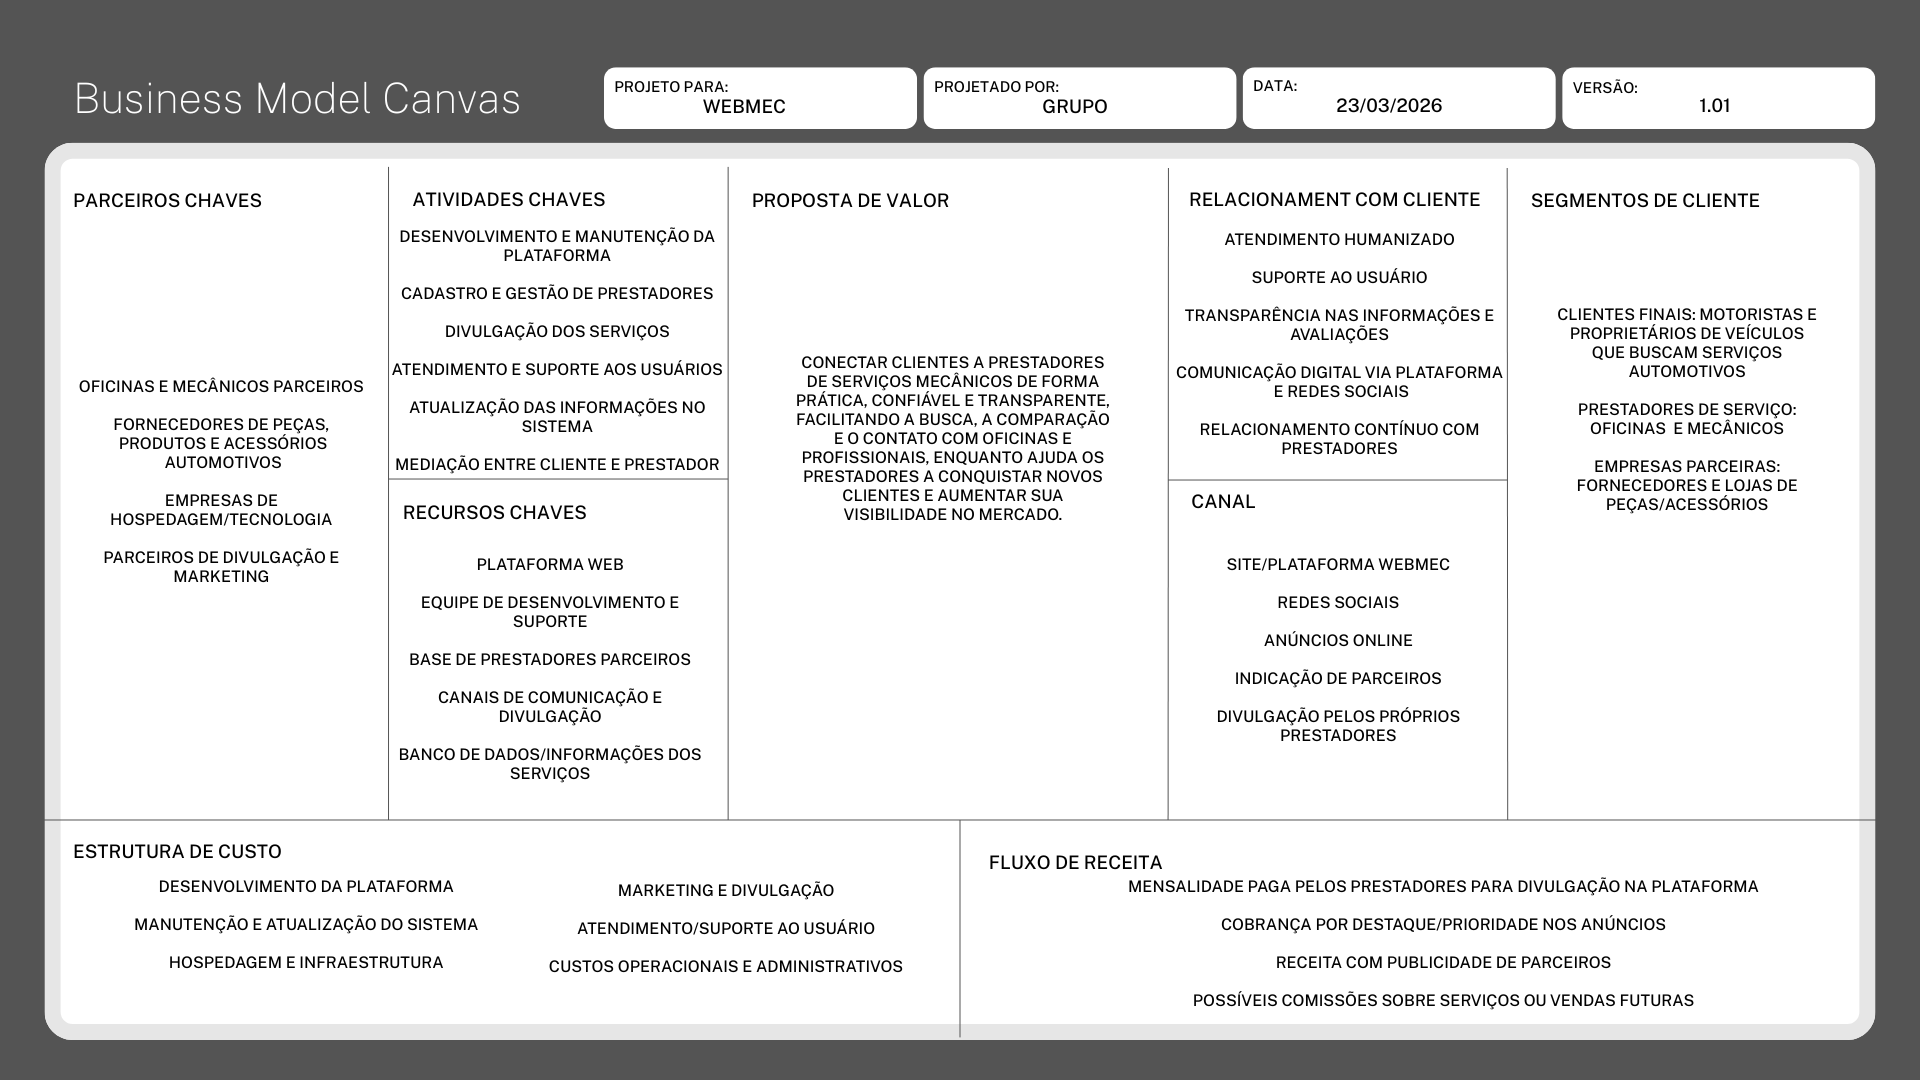 Business Model Canvas
PROJETO PARA:
WEBMEC
PROJETADO POR:
GRUPO
DATA:
23/03/2026
VERSÃO:
1.01
PARCEIROS CHAVES
OFICINAS E MECÂNICOS PARCEIROS
FORNECEDORES DE PEÇAS,
PRODUTOS E ACESSÓRIOS
AUTOMOTIVOS
EMPRESAS DE
HOSPEDAGEM/TECNOLOGIA
PARCEIROS DE DIVULGAÇÃO E
MARKETING
ATIVIDADES CHAVES
DESENVOLVIMENTO E MANUTENÇÃO DA
PLATAFORMA
CADASTRO E GESTÃO DE PRESTADORES
DIVULGAÇÃO DOS SERVIÇOS
ATENDIMENTO E SUPORTE AOS USUÁRIOS
ATUALIZAÇÃO DAS INFORMAÇÕES NO
SISTEMA
MEDIAÇÃO ENTRE CLIENTE E PRESTADOR
RECURSOS CHAVES
PLATAFORMA WEB
EQUIPE DE DESENVOLVIMENTO E
SUPORTE
BASE DE PRESTADORES PARCEIROS
CANAIS DE COMUNICAÇÃO E
DIVULGAÇÃO
BANCO DE DADOS/INFORMAÇÕES DOS
SERVIÇOS
PROPOSTA DE VALOR
CONECTAR CLIENTES A PRESTADORES
DE SERVIÇOS MECÂNICOS DE FORMA
PRÁTICA, CONFIÁVEL E TRANSPARENTE,
FACILITANDO A BUSCA, A COMPARAÇÃO
E O CONTATO COM OFICINAS E
PROFISSIONAIS, ENQUANTO AJUDA OS
PRESTADORES A CONQUISTAR NOVOS
CLIENTES E AUMENTAR SUA
VISIBILIDADE NO MERCADO.
RELACIONAMENT COM CLIENTE
ATENDIMENTO HUMANIZADO
SUPORTE AO USUÁRIO
TRANSPARÊNCIA NAS INFORMAÇÕES E
AVALIAÇÕES
COMUNICAÇÃO DIGITAL VIA PLATAFORMA
E REDES SOCIAIS
RELACIONAMENTO CONTÍNUO COM
PRESTADORES
CANAL
SITE/PLATAFORMA WEBMEC
REDES SOCIAIS
ANÚNCIOS ONLINE
INDICAÇÃO DE PARCEIROS
DIVULGAÇÃO PELOS PRÓPRIOS
PRESTADORES
SEGMENTOS DE CLIENTE
CLIENTES FINAIS: MOTORISTAS E
PROPRIETÁRIOS DE VEÍCULOS
QUE BUSCAM SERVIÇOS
AUTOMOTIVOS
PRESTADORES DE SERVIÇO:
OFICINAS  E MECÂNICOS
EMPRESAS PARCEIRAS:
FORNECEDORES E LOJAS DE
PEÇAS/ACESSÓRIOS
ESTRUTURA DE CUSTO
DESENVOLVIMENTO DA PLATAFORMA
MANUTENÇÃO E ATUALIZAÇÃO DO SISTEMA
HOSPEDAGEM E INFRAESTRUTURA
MARKETING E DIVULGAÇÃO
ATENDIMENTO/SUPORTE AO USUÁRIO
CUSTOS OPERACIONAIS E ADMINISTRATIVOS
FLUXO DE RECEITA
MENSALIDADE PAGA PELOS PRESTADORES PARA DIVULGAÇÃO NA PLATAFORMA
COBRANÇA POR DESTAQUE/PRIORIDADE NOS ANÚNCIOS
RECEITA COM PUBLICIDADE DE PARCEIROS
POSSÍVEIS COMISSÕES SOBRE SERVIÇOS OU VENDAS FUTURAS